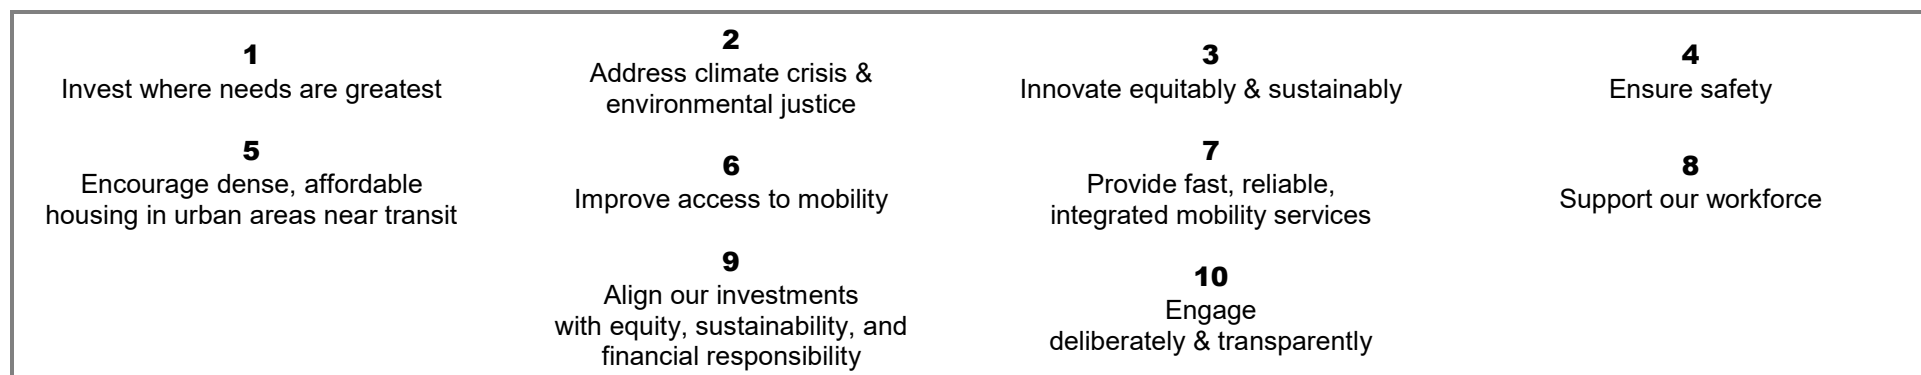 1
Invest where needs are greatest
2
Address climate crisis &
environmental justice
3
Innovate equitably & sustainably
4
Ensure safety
5
Encourage dense, affordable
housing in urban areas near transit
6
Improve access to mobility
7
Provide fast, reliable,
integrated mobility services
8
Support our workforce
9
Align our investments
with equity, sustainability, and
financial responsibility
10
Engage
deliberately & transparently